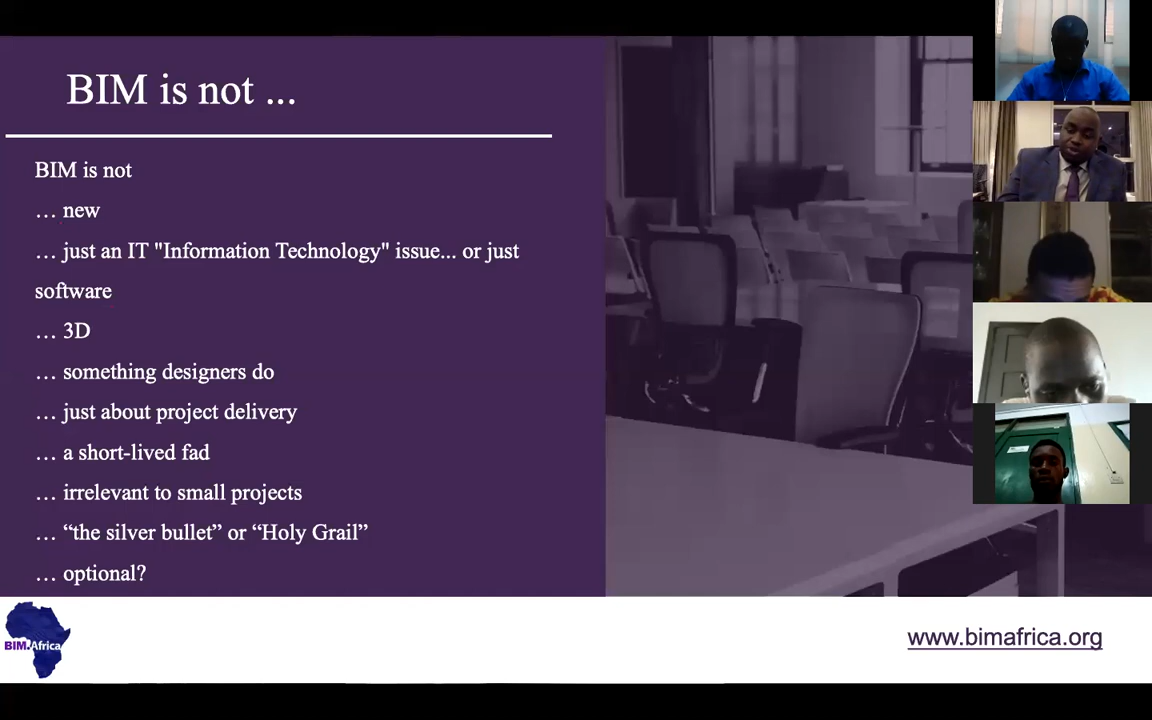 BIM is not ...
BIM is not
… new
… just an IT "Information Technology" issue... or just
software
… 3D
… something designers do
… just about project delivery
… a short-lived fad
… irrelevant to small projects
… “the silver bullet” or “Holy Grail”
… optional?
BIM Africa
www.bimafrica.org